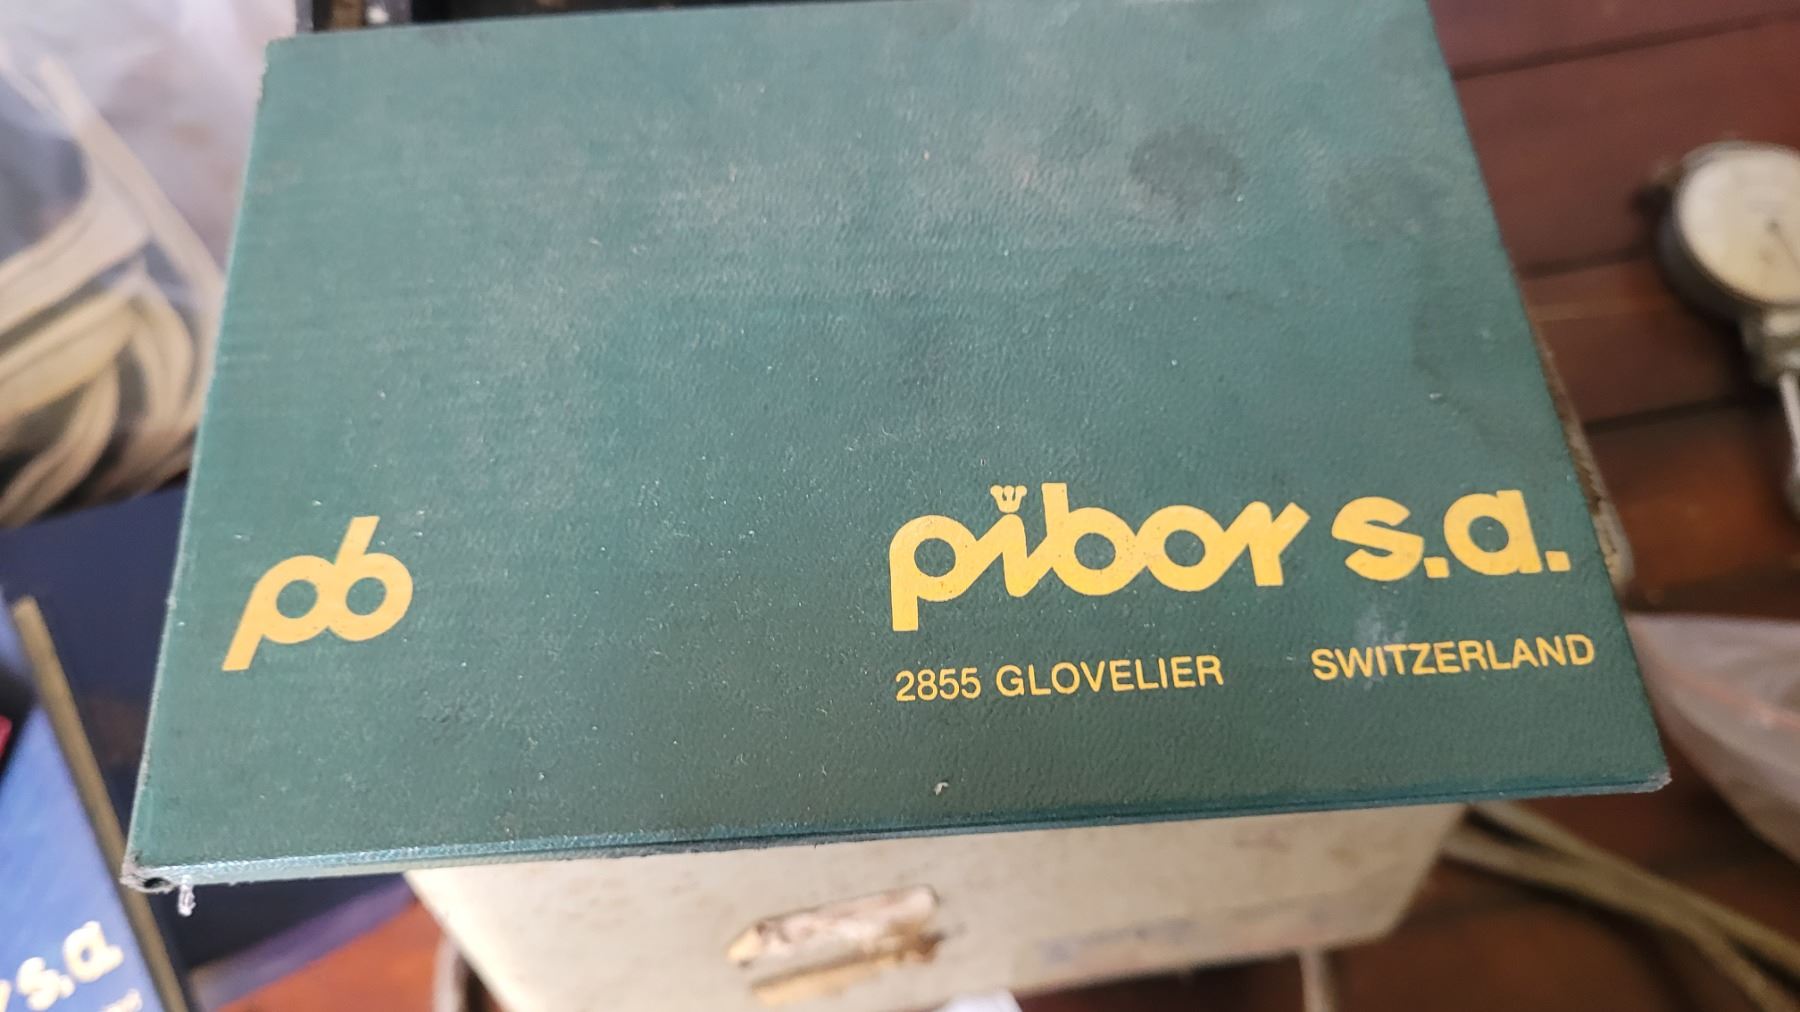 pb
pibor s.a.
2855 GLOVELIER SWITZERLAND
s.a